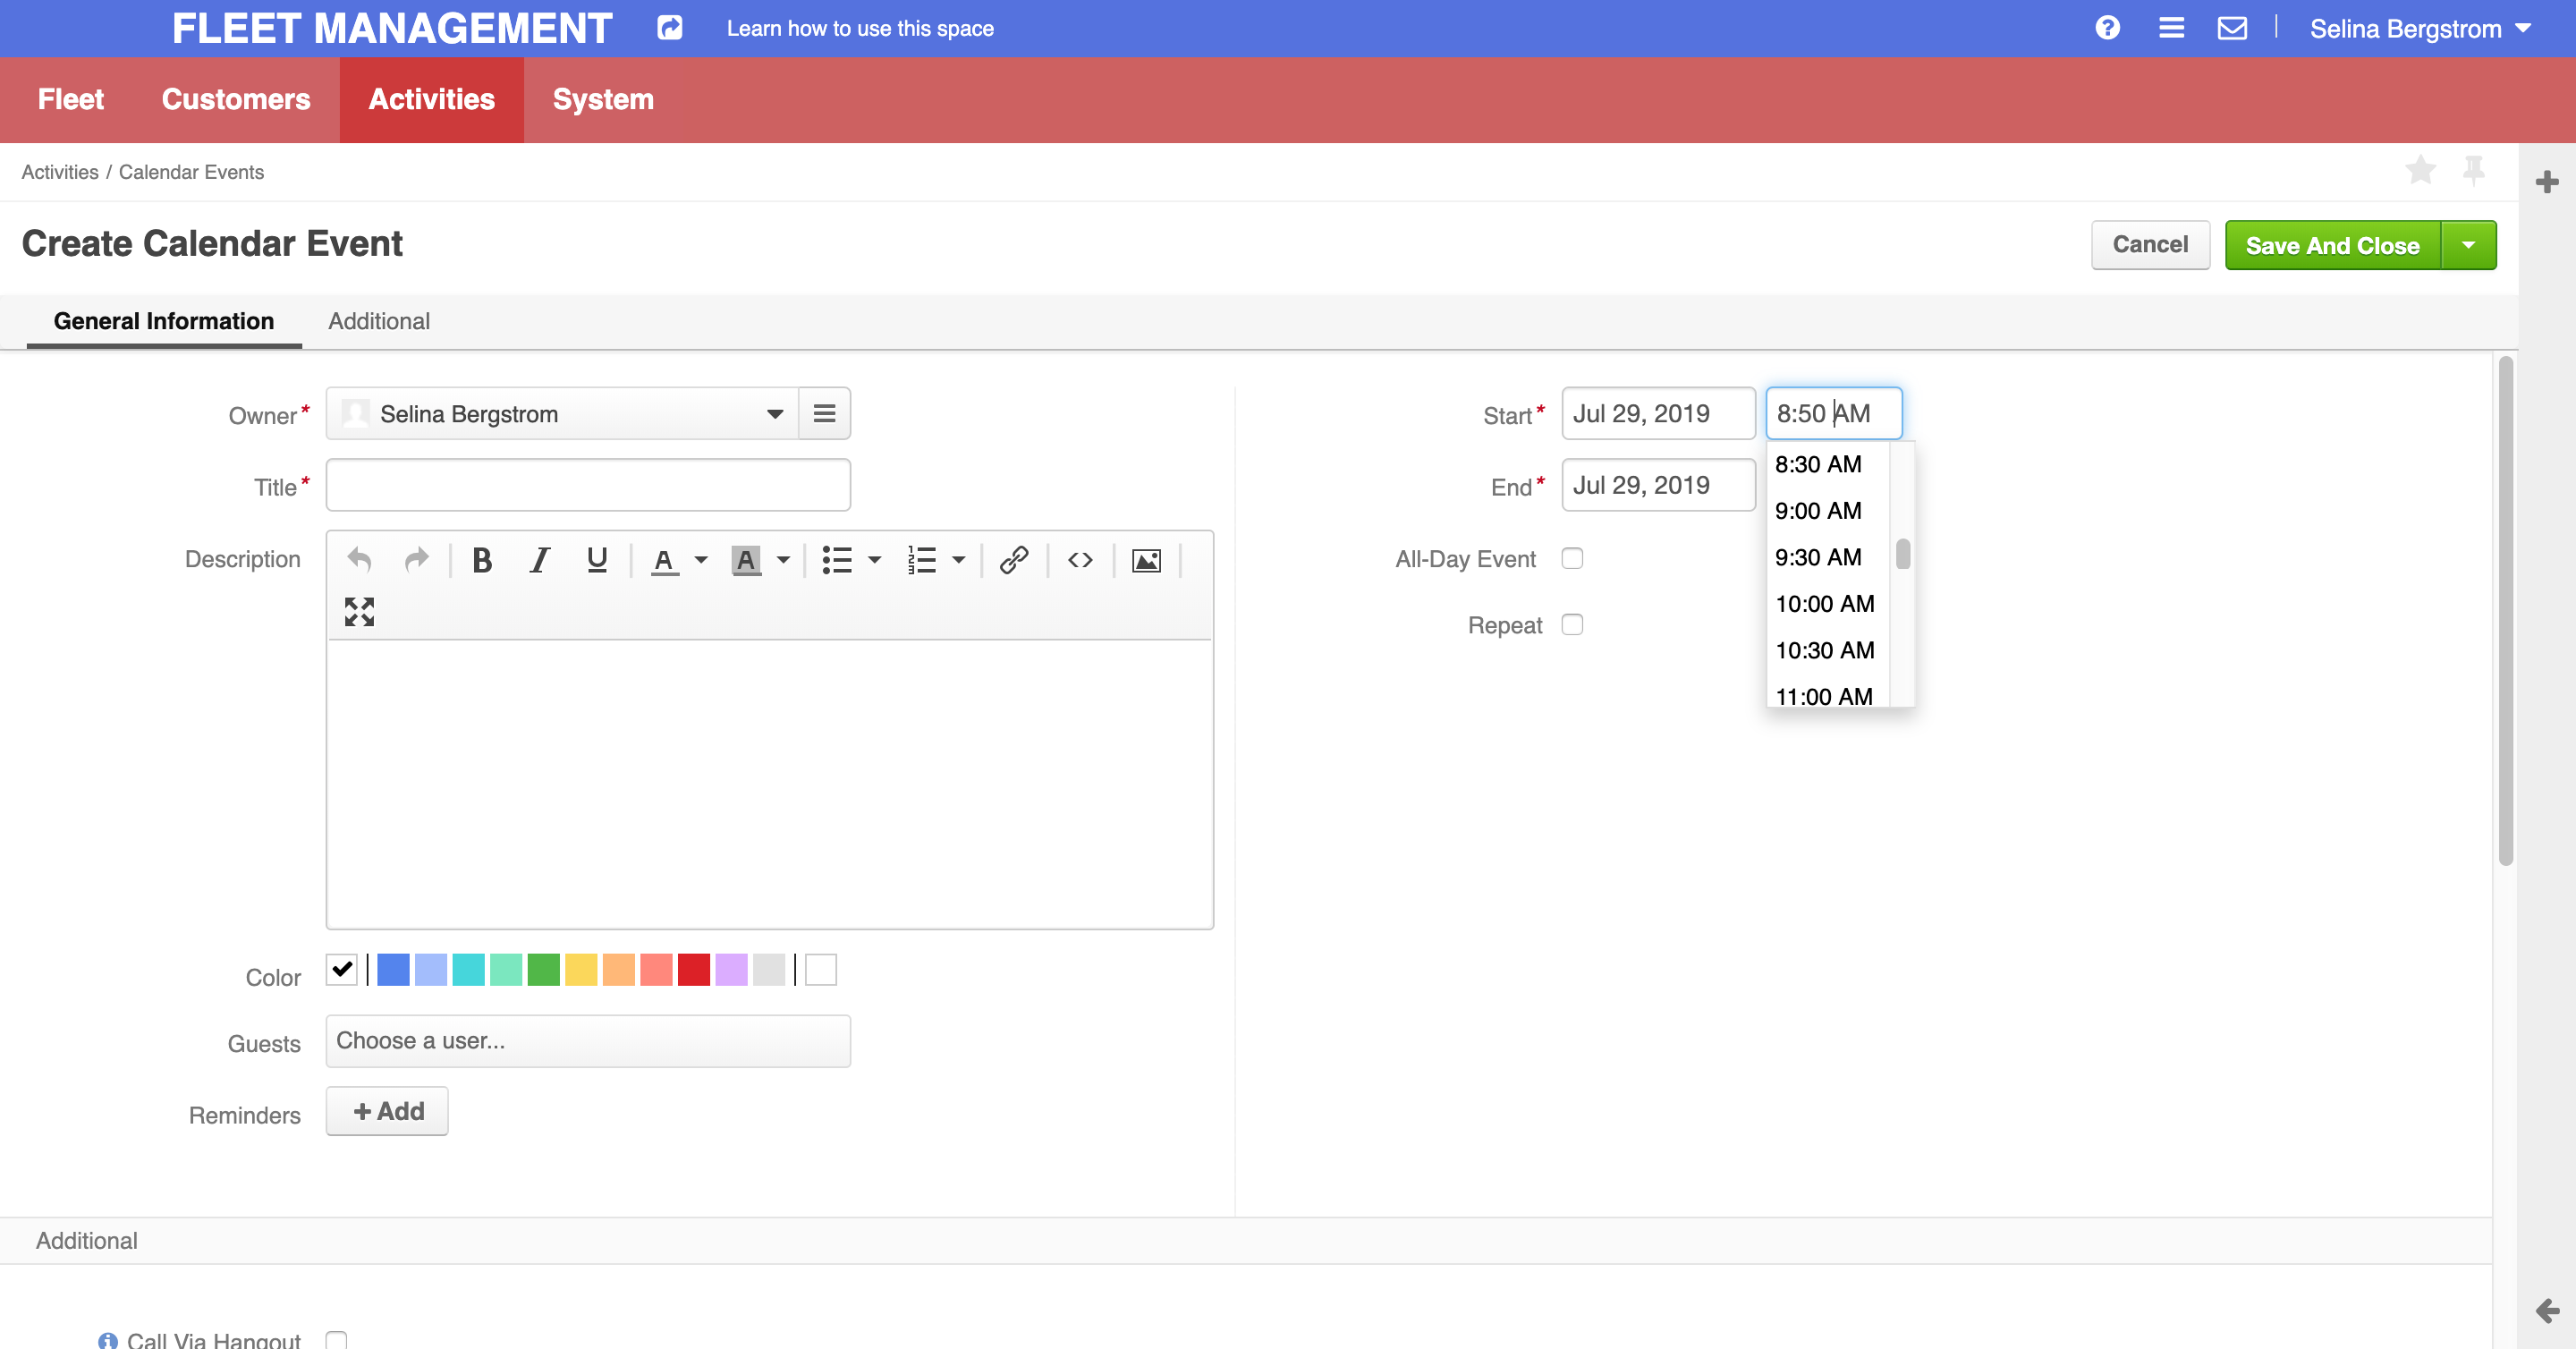 FLEET MANAGEMENT
Learn how to use this space
Selina Bergstrom
Fleet
Customers
Activities
System
Activities / Calendar Events
Create Calendar Event
Cancel
Save And Close
General Information
Additional
Owner*
Selina Bergstrom
Title*
Description
B I U A A
Color
Guests
Choose a user...
Reminders
+ Add
Start*
Jul 29, 2019
8:50 AM
End*
Jul 29, 2019
8:30 AM
9:00 AM
9:30 AM
10:00 AM
10:30 AM
11:00 AM
All-Day Event
Repeat
Additional
Call Via Hangout